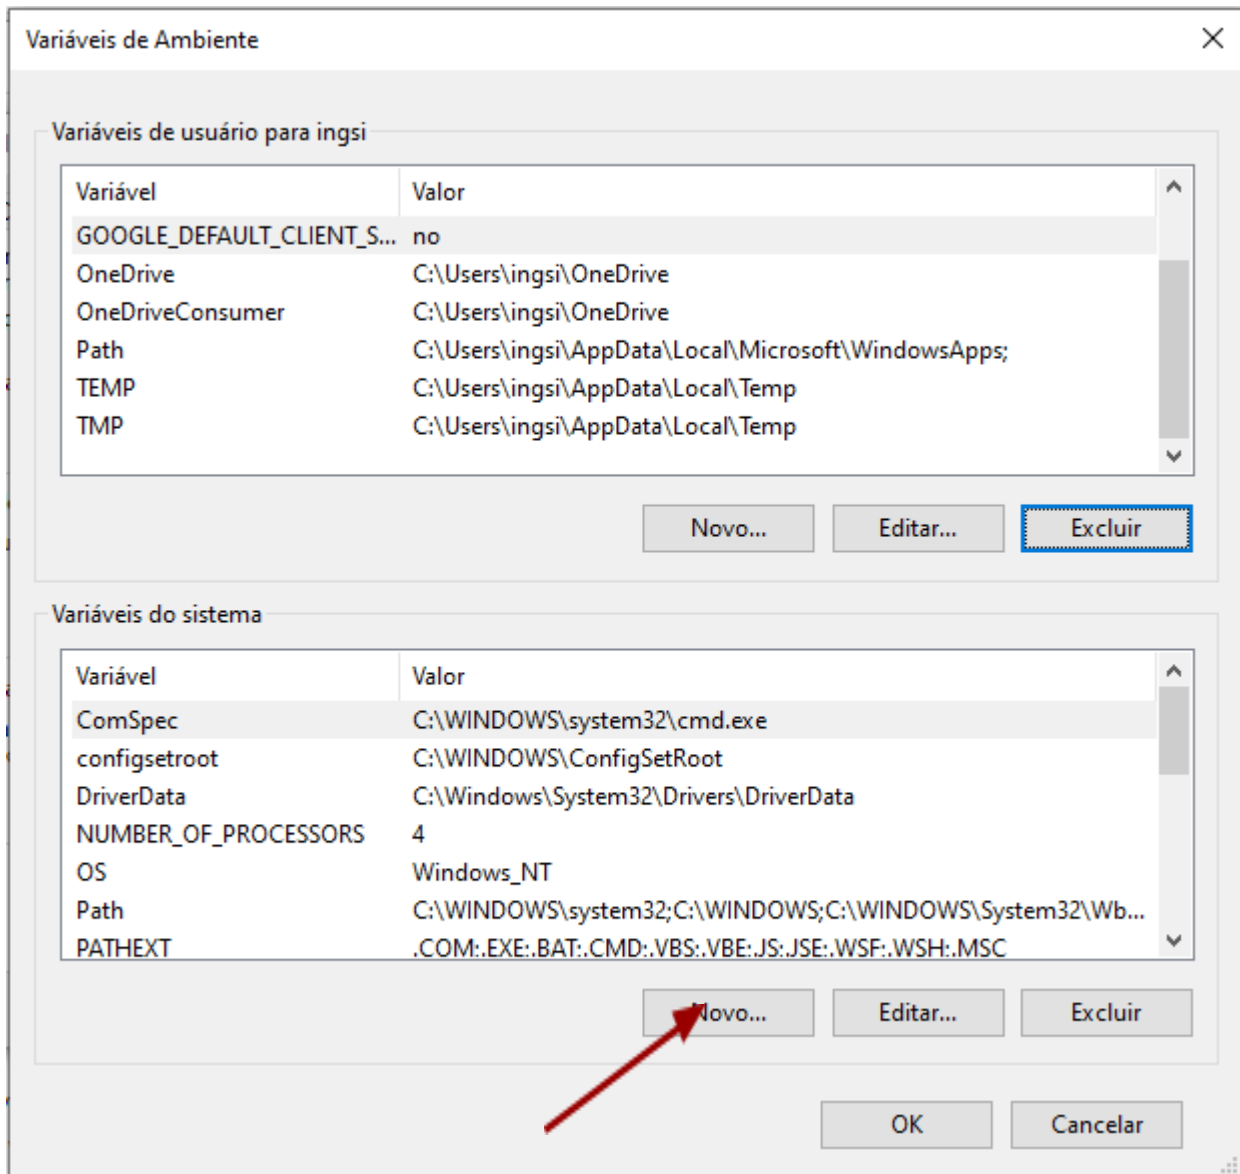 Variáveis de Ambiente
Variáveis de usuário para ingsi
Variável Valor
GOOGLE_DEFAULT_CLIENT_S... no
OneDrive C:\Users\ingsi\OneDrive
OneDriveConsumer C:\Users\ingsi\OneDrive
Path C:\Users\ingsi\AppData\Local\Microsoft\WindowsApps;
TEMP C:\Users\ingsi\AppData\Local\Temp
TMP C:\Users\ingsi\AppData\Local\Temp
Novo... Editar... Excluir
Variáveis do sistema
Variável Valor
ComSpec C:\WINDOWS\system32\cmd.exe
configsetroot C:\WINDOWS\ConfigSetRoot
DriverData C:\Windows\System32\Drivers\DriverData
NUMBER_OF_PROCESSORS 4
OS Windows_NT
Path C:\WINDOWS\system32;C:\WINDOWS;C:\WINDOWS\System32\Wb...
PATHEXT .COM;.EXE;.BAT;.CMD;.VBS;.VBE;.JS;.JSE;.WSF;.WSH;.MSC
Novo... Editar... Excluir
OK Cancelar